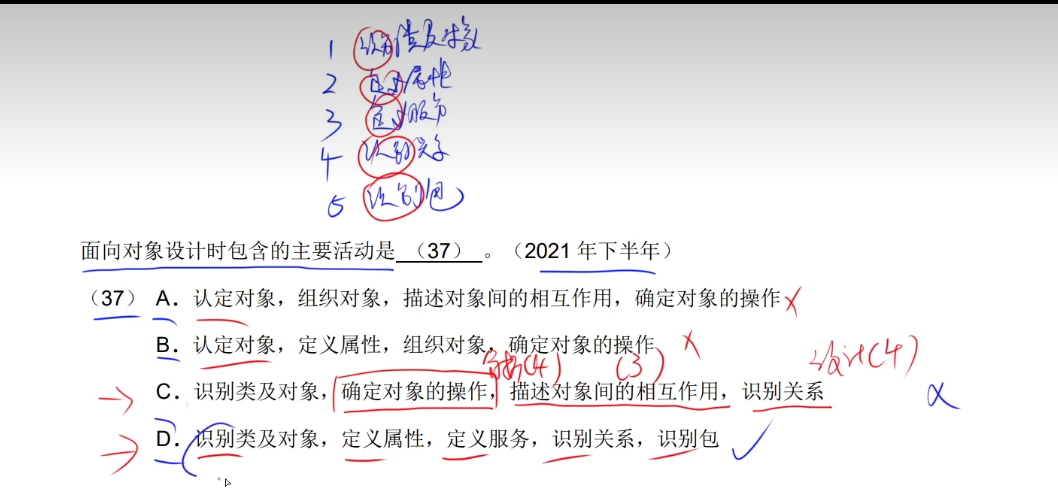 1 识别类及对象
2 定义属性
3 定义服务
4 识别关系
5 识别包
面向对象设计时包含的主要活动是 （37） 。（2021 年下半年）
（37） A．认定对象，组织对象，描述对象间的相互作用，确定对象的操作 ×
B．认定对象，定义属性，组织对象，确定对象的操作 ×
分析(4) (3) 设计(4)
C．识别类及对象，确定对象的操作，描述对象间的相互作用，识别关系
D．识别类及对象，定义属性，定义服务，识别关系，识别包